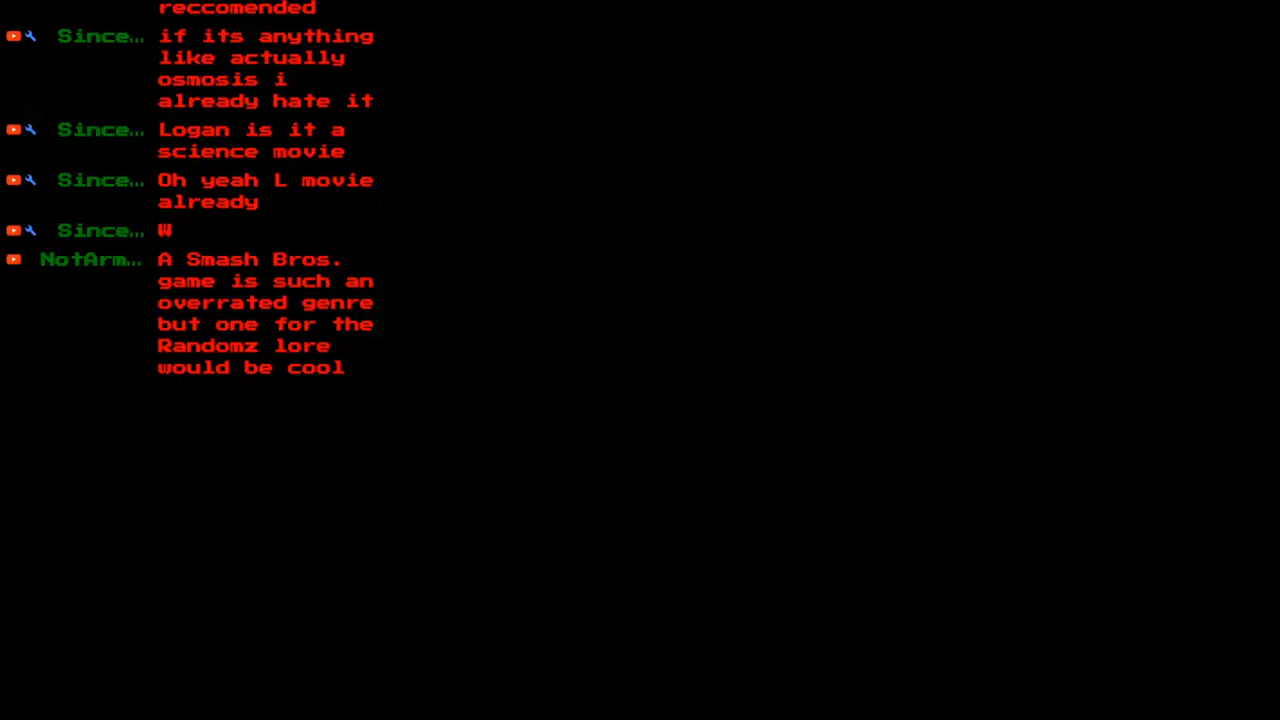 reccomended
Since… if its anything
like actually
osmosis i
already hate it
Since… Logan is it a
science movie
Since… Oh yeah L movie
already
Since… W
NotArm… A Smash Bros.
game is such an
overrated genre
but one for the
Randomz lore
would be cool